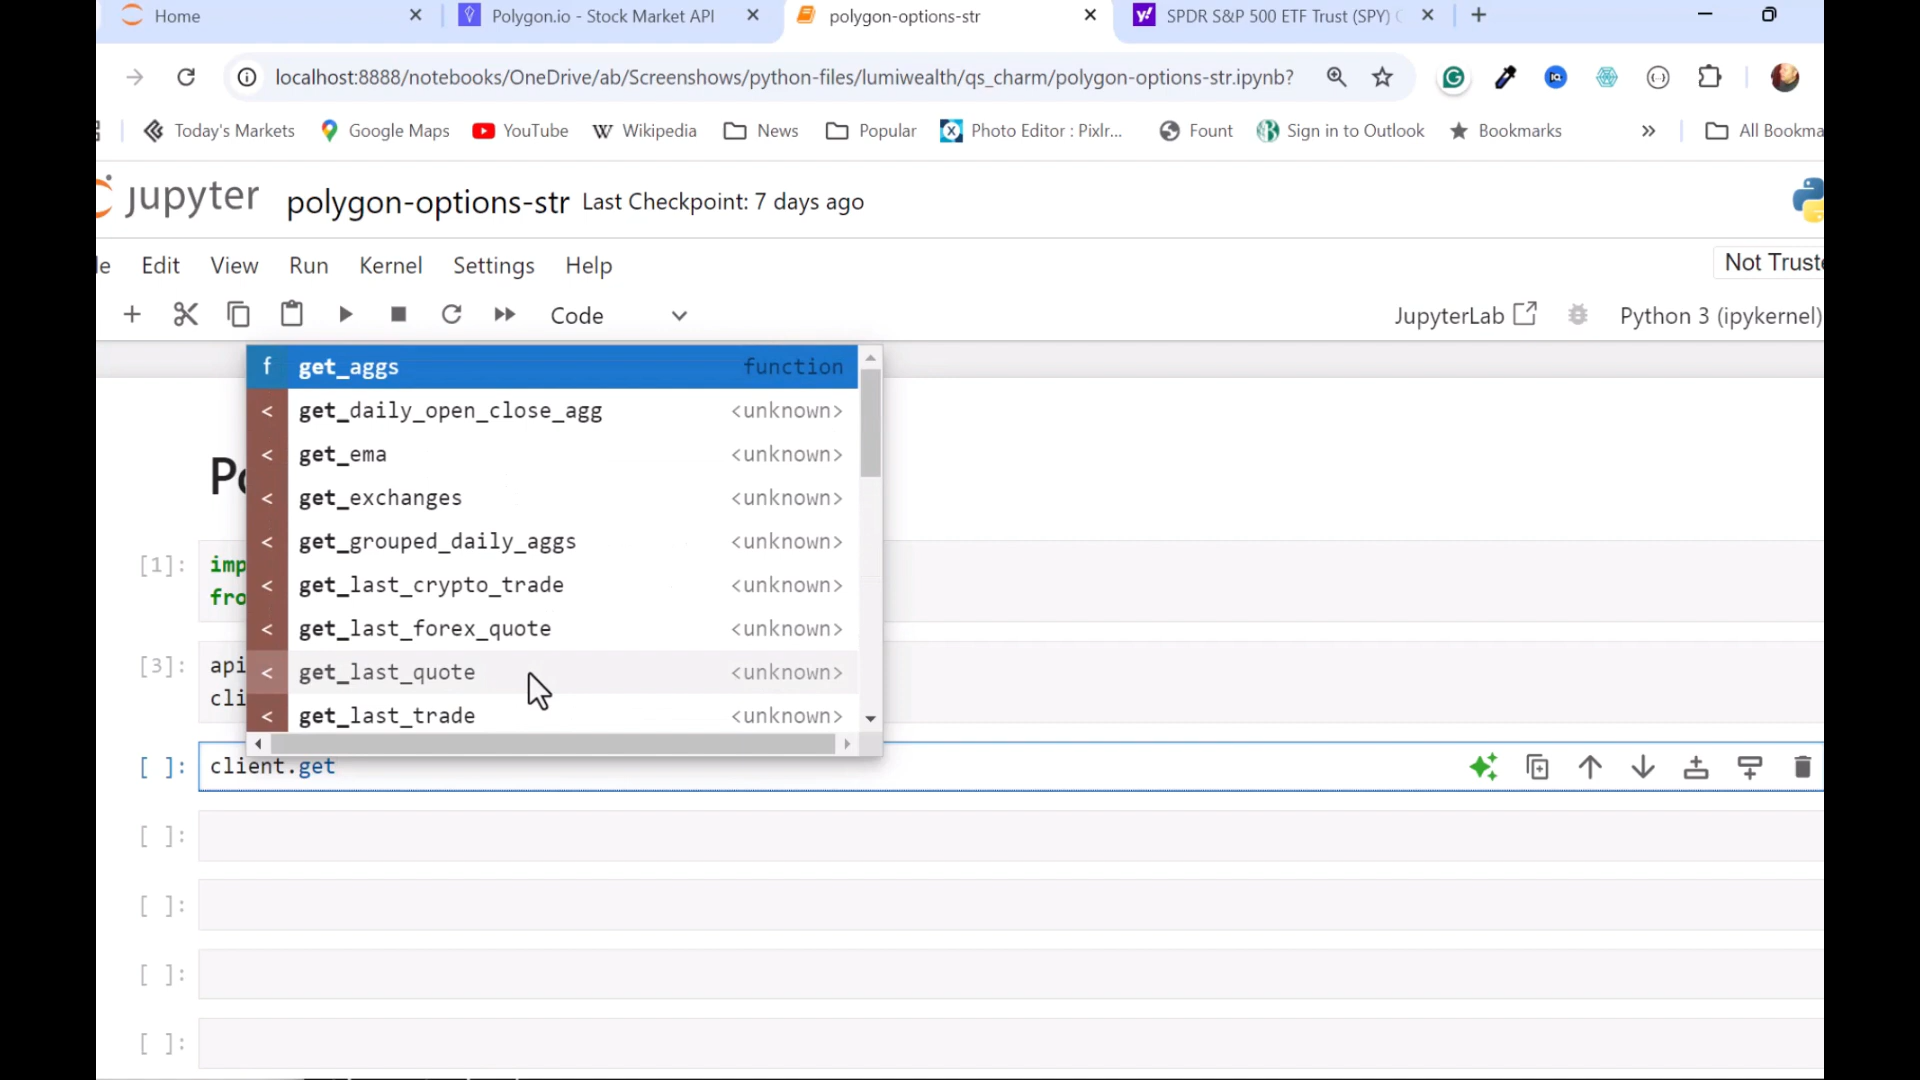 Home
Polygon.io - Stock Market API
polygon-options-str
SPDR S&P 500 ETF Trust (SPY)
localhost:8888/notebooks/OneDrive/ab/Screenshows/python-files/lumiwealth/qs_charm/polygon-options-str.ipynb?
Today's Markets
Google Maps
YouTube
Wikipedia
News
Popular
Photo Editor : Pixlr...
Fount
Sign in to Outlook
Bookmarks
All Bookma
jupyter polygon-options-str Last Checkpoint: 7 days ago
le Edit View Run Kernel Settings Help
Not Truste
Code
JupyterLab
Python 3 (ipykernel)
f get_aggs function
< get_daily_open_close_agg <unknown>
< get_ema <unknown>
< get_exchanges <unknown>
< get_grouped_daily_aggs <unknown>
< get_last_crypto_trade <unknown>
< get_last_forex_quote <unknown>
< get_last_quote <unknown>
< get_last_trade <unknown>
Po
[1]: imp
fro
[3]: api
cli
[ ]: client.get
[ ]:
[ ]:
[ ]:
[ ]: